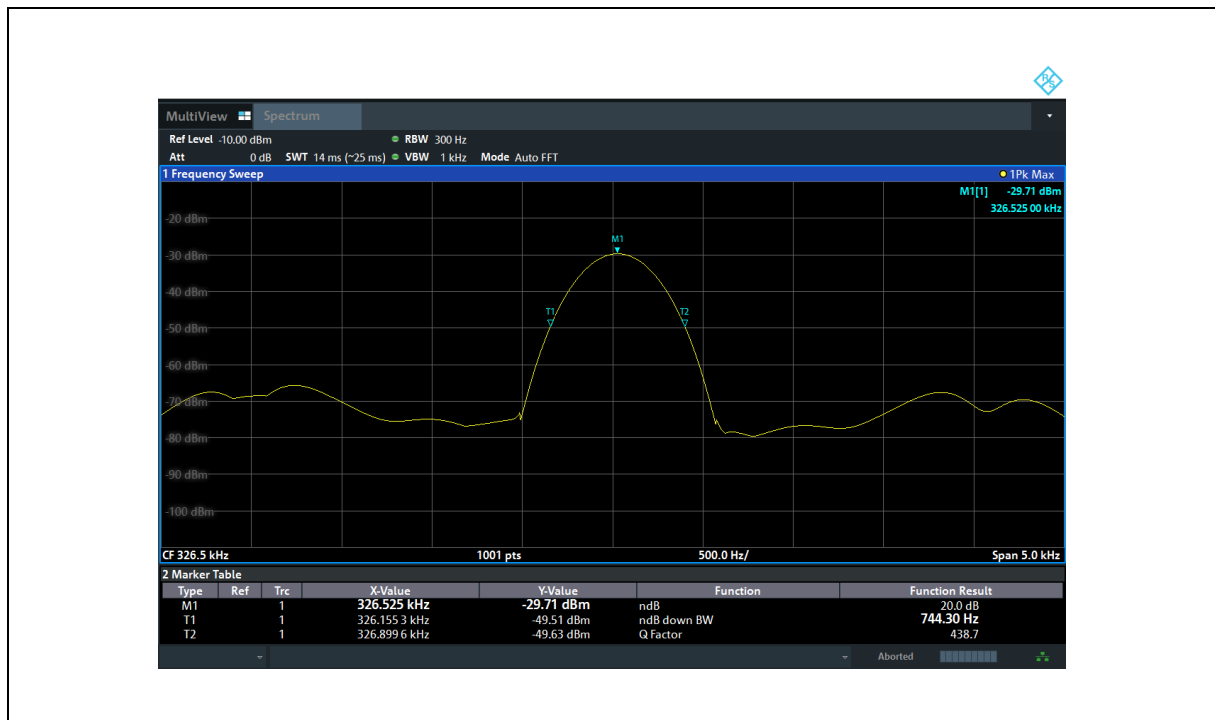 R S
MultiView Spectrum
Ref Level -10.00 dBm RBW 300 Hz
Att 0 dB SWT 14 ms (~25 ms) VBW 1 kHz Mode Auto FFT
1 Frequency Sweep 1Pk Max
M1[1] -29.71 dBm
326.525 00 kHz
-20 dBm
M1
-30 dBm
-40 dBm
T1 T2
-50 dBm
-60 dBm
-70 dBm
-80 dBm
-90 dBm
-100 dBm
CF 326.5 kHz 1001 pts 500.0 Hz/ Span 5.0 kHz
2 Marker Table
Type Ref Trc X-Value Y-Value Function Function Result
M1 1 326.525 kHz -29.71 dBm ndB 20.0 dB
T1 1 326.155 3 kHz -49.51 dBm ndB down BW 744.30 Hz
T2 1 326.899 6 kHz -49.63 dBm Q Factor 438.7
Aborted